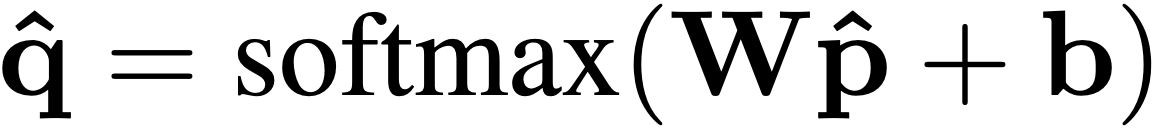 q̂ = softmax(Wp̂ + b)